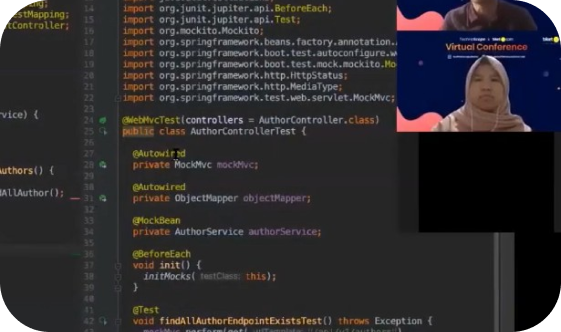 estMapping;
tController;
rvice) {
uthors() {
dAllAuthor();
14 import org.junit.jupiter.api.BeforeEach;
15 import org.junit.jupiter.api.Test;
16 import org.mockito.Mockito;
17 import org.springframework.beans.factory.annotation.
18 import org.springframework.boot.test.autoconfigure.w
19 import org.springframework.boot.test.mock.mockito.Mo
20 import org.springframework.http.HttpStatus;
21 import org.springframework.http.MediaType;
22 import org.springframework.test.web.servlet.MockMvc;
23
24 @WebMvcTest(controllers = AuthorController.class)
25 public class AuthorControllerTest {
26
27 @Autowired
28 private MockMvc mockMvc;
29
30 @Autowired
31 private ObjectMapper objectMapper;
32
33 @MockBean
34 private AuthorService authorService;
35
36 @BeforeEach
37 void init() {
38 initMocks( testClass: this);
39 }
40
41 @Test
42 void findAllAuthorEndpointExistsTest() throws Exception {
Virtual Conference